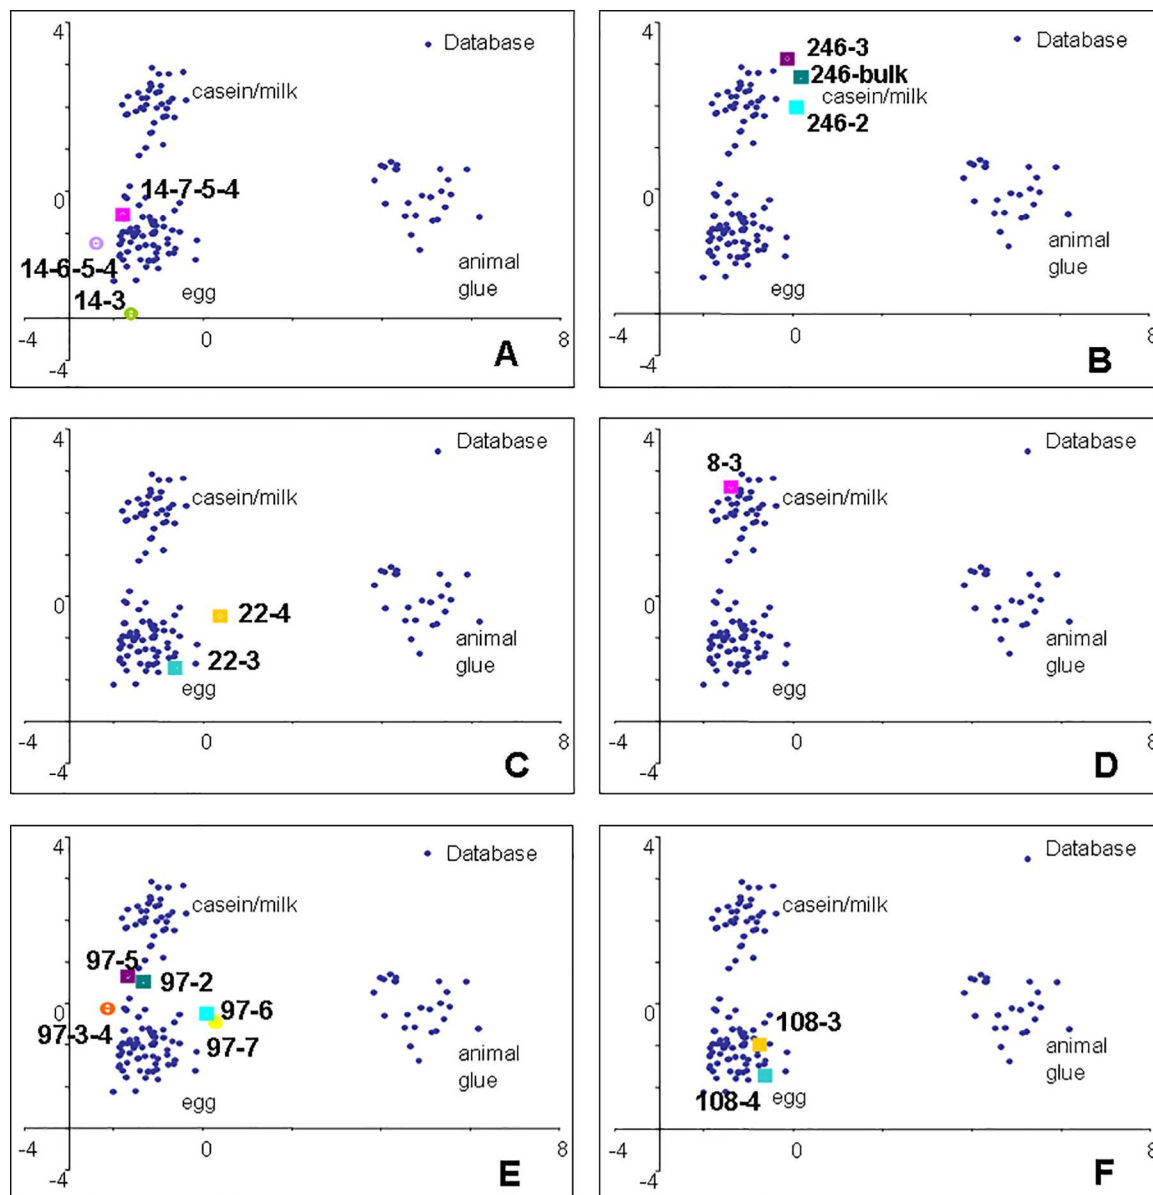 4
Database
casein/milk
0
14-7-5-4
14-6-5-4
14-3
egg
animal
glue
-4
0
8
-4
A
4
Database
246-3
246-bulk
casein/milk
246-2
0
egg
animal
glue
-4
0
8
-4
B
4
Database
casein/milk
0
22-4
22-3
egg
animal
glue
-4
0
8
-4
C
4
Database
8-3
casein/milk
0
egg
animal
glue
-4
0
8
-4
D
4
Database
casein/milk
97-5
97-2
0
97-3-4
97-6
97-7
egg
animal
glue
-4
0
8
-4
E
4
Database
casein/milk
0
108-3
108-4
egg
animal
glue
-4
0
8
-4
F